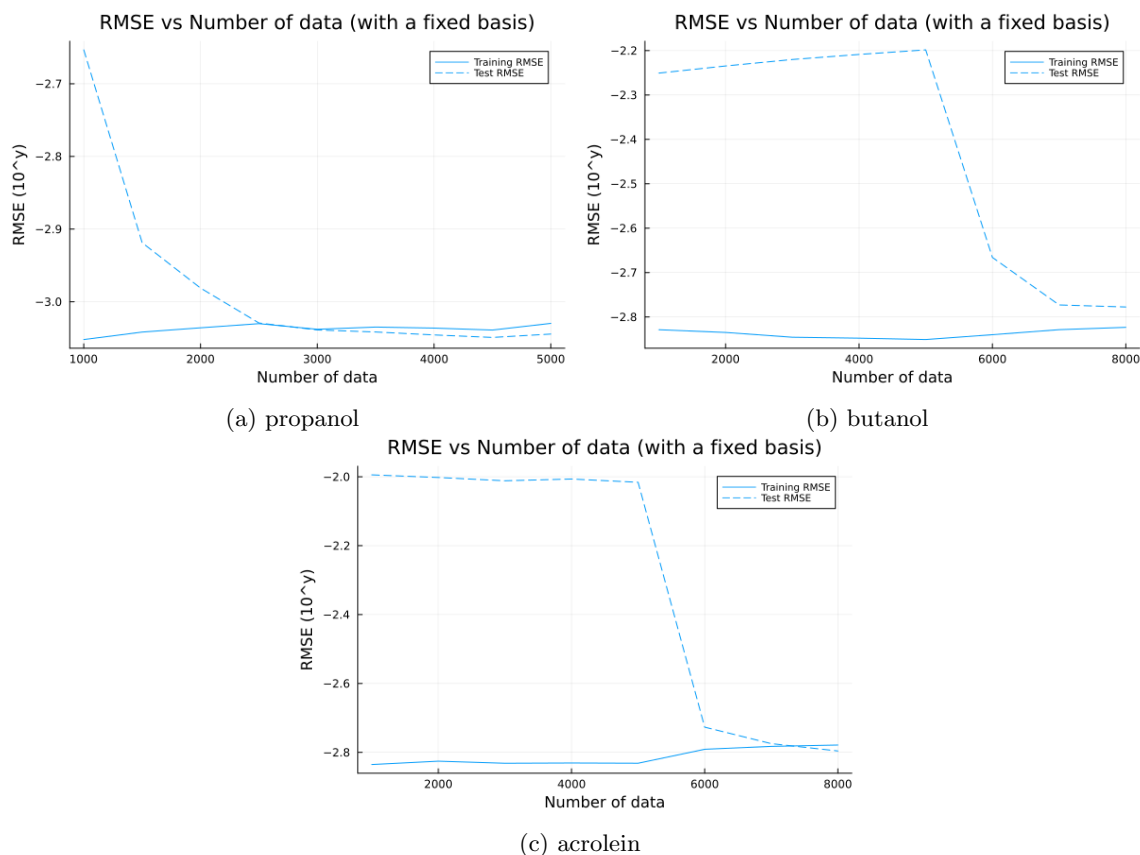 RMSE vs Number of data (with a fixed basis)
RMSE (10^y)
−2.7
−2.8
−2.9
−3.0
Training RMSE
Test RMSE
1000 2000 3000 4000 5000
Number of data
(a) propanol
RMSE vs Number of data (with a fixed basis)
RMSE (10^y)
−2.2
−2.3
−2.4
−2.5
−2.6
−2.7
−2.8
Training RMSE
Test RMSE
2000 4000 6000 8000
Number of data
(b) butanol
RMSE vs Number of data (with a fixed basis)
RMSE (10^y)
−2.0
−2.2
−2.4
−2.6
−2.8
Training RMSE
Test RMSE
2000 4000 6000 8000
Number of data
(c) acrolein